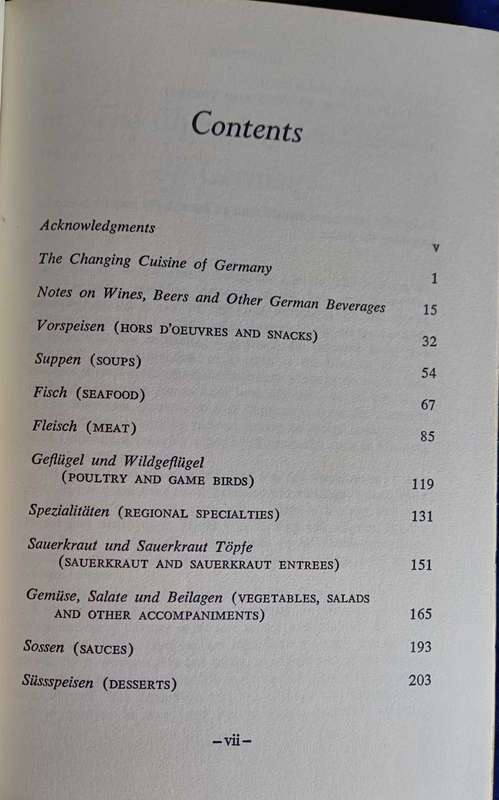 Contents
Acknowledgments v
The Changing Cuisine of Germany 1
Notes on Wines, Beers and Other German Beverages 15
Vorspeisen (HORS D'OEUVRES AND SNACKS) 32
Suppen (SOUPS) 54
Fisch (SEAFOOD) 67
Fleisch (MEAT) 85
Geflügel und Wildgeflügel
(POULTRY AND GAME BIRDS) 119
Spezialitäten (REGIONAL SPECIALTIES) 131
Sauerkraut und Sauerkraut Töpfe
(SAUERKRAUT AND SAUERKRAUT ENTREES) 151
Gemüse, Salate und Beilagen (VEGETABLES, SALADS
AND OTHER ACCOMPANIMENTS) 165
Sossen (SAUCES) 193
Süssspeisen (DESSERTS) 203
–vii–